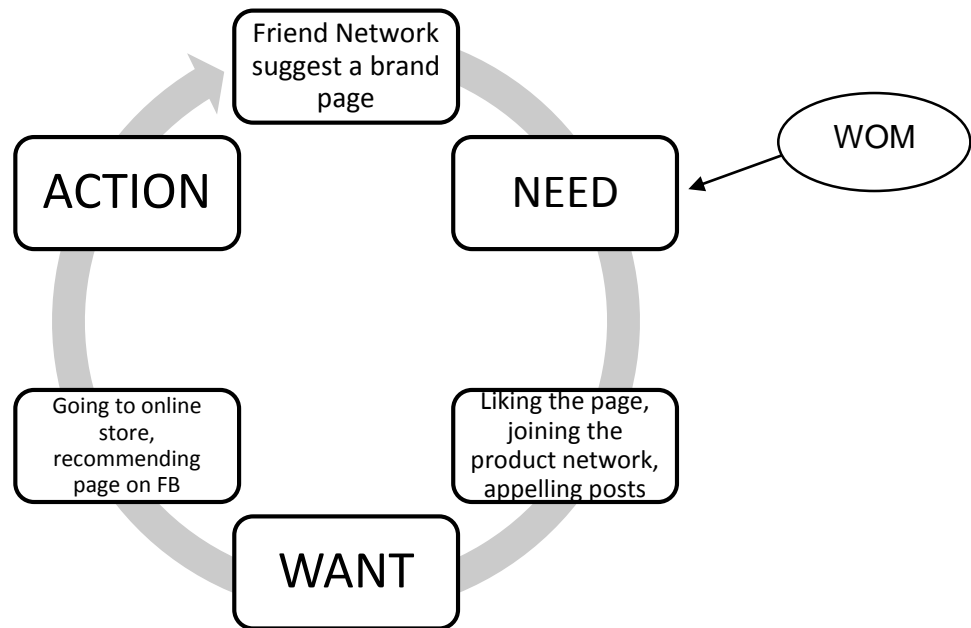 Friend Network
suggest a brand
page
ACTION
NEED
WOM
Going to online
store,
recommending
page on FB
Liking the page,
joining the
product network,
appelling posts
WANT